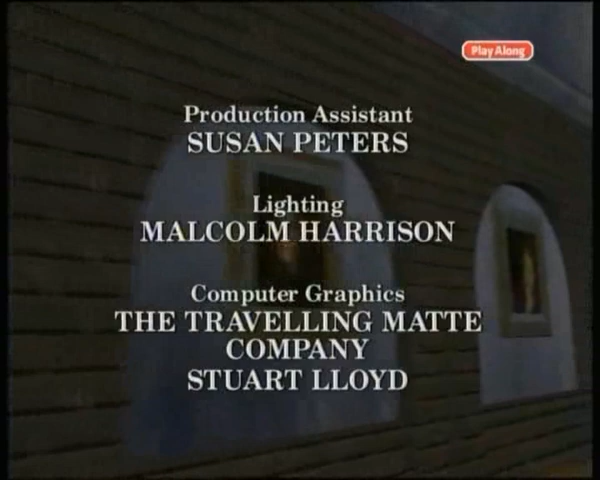 Play Along
Production Assistant
SUSAN PETERS
Lighting
MALCOLM HARRISON
Computer Graphics
THE TRAVELLING MATTE
COMPANY
STUART LLOYD